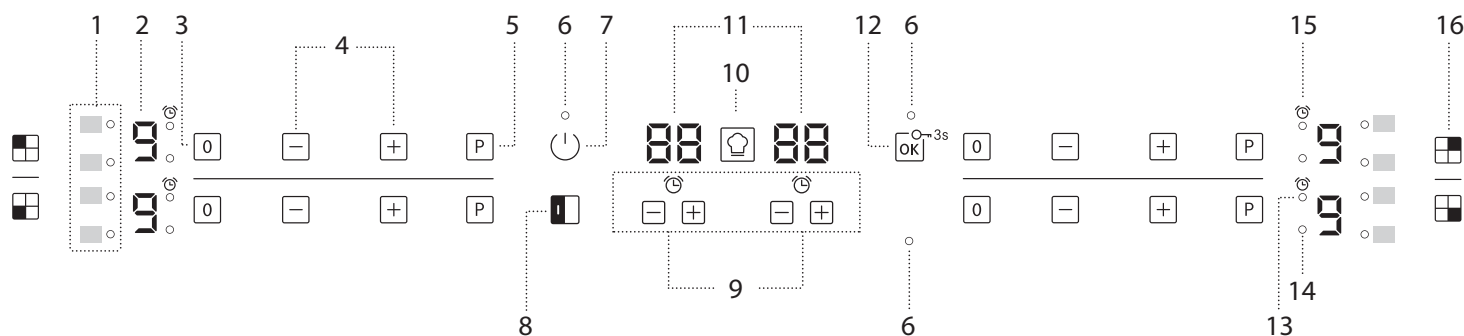 1 2 3 4 5 6 7 11 12 6 15 16
10
9 0 P 88 88 OK 3s 0 P 9
9 0 − + P − + − + 0 − + P 9
8 9 6 13 14